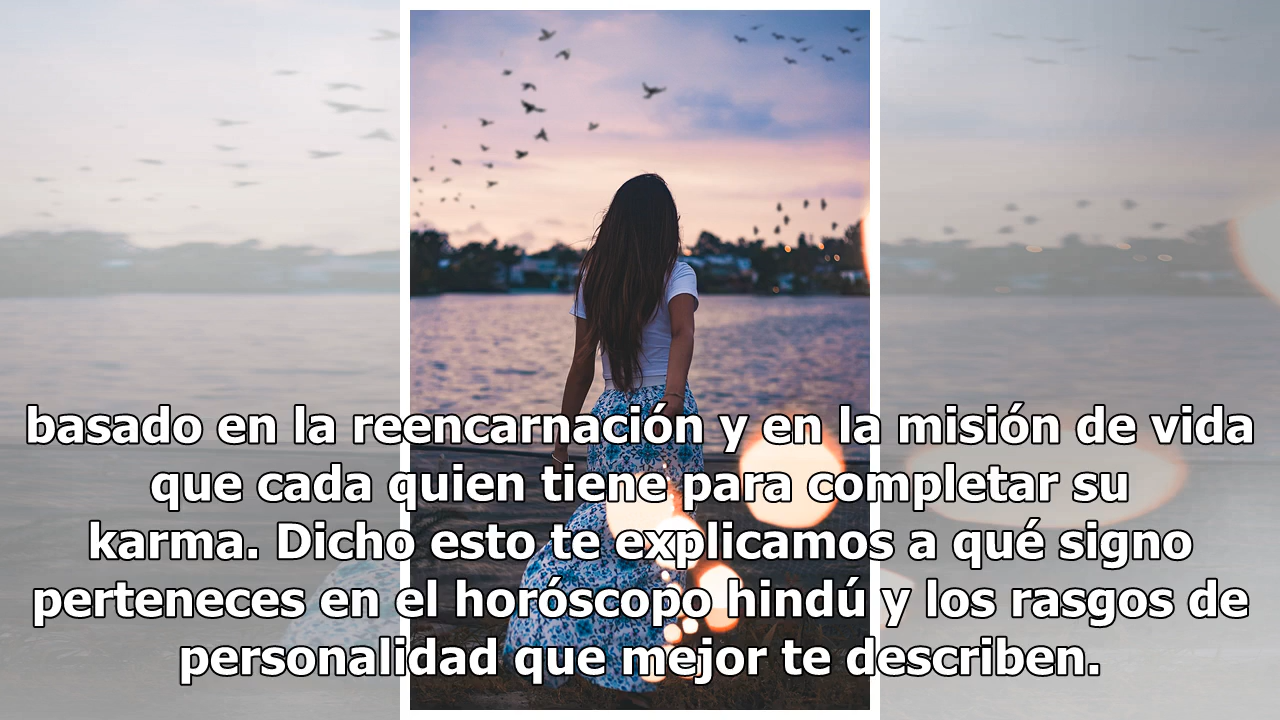 basado en la reencarnación y en la misión de vida
que cada quien tiene para completar su
karma. Dicho esto te explicamos a qué signo
perteneces en el horóscopo hindú y los rasgos de
personalidad que mejor te describen.